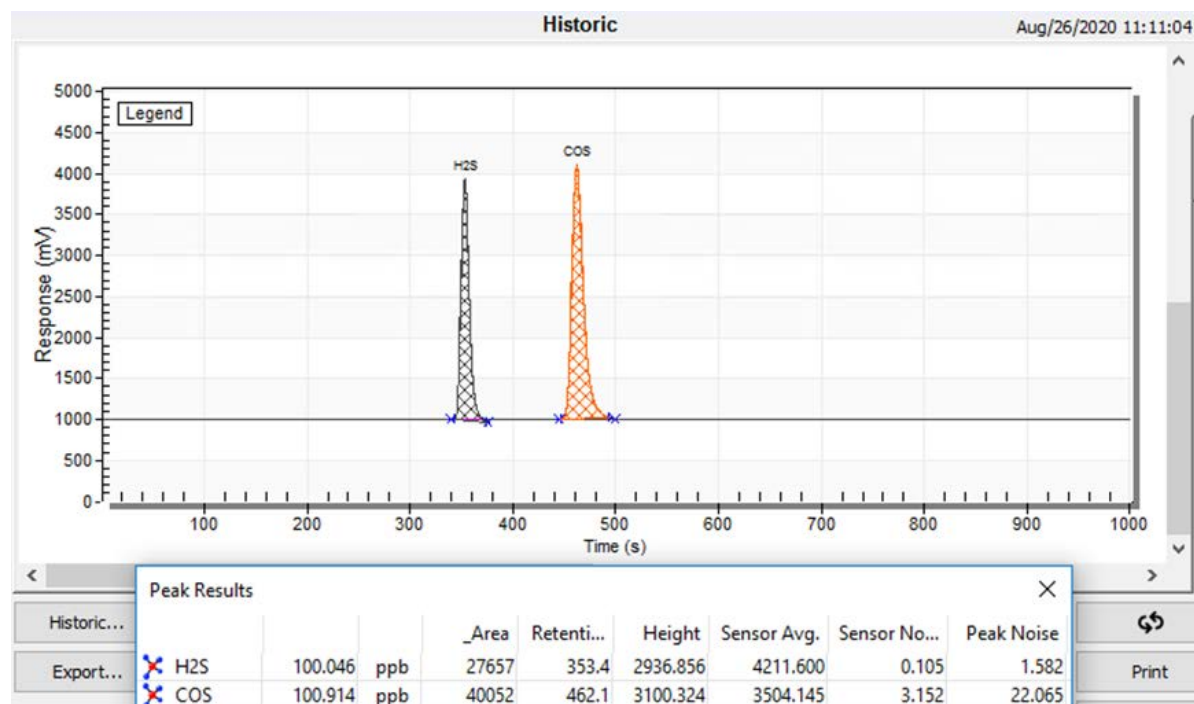 Historic
Aug/26/2020 11:11:04
Legend
5000
4500
4000
3500
3000
2500
2000
1500
1000
500
0
Response (mV)
H2S
COS
100 200 300 400 500 600 700 800 900 1000
Time (s)
Peak Results
_Area Retenti... Height Sensor Avg. Sensor No... Peak Noise
H2S 100.046 ppb 27657 353.4 2936.856 4211.600 0.105 1.582
COS 100.914 ppb 40052 462.1 3100.324 3504.145 3.152 22.065
Historic...
Export...
Print